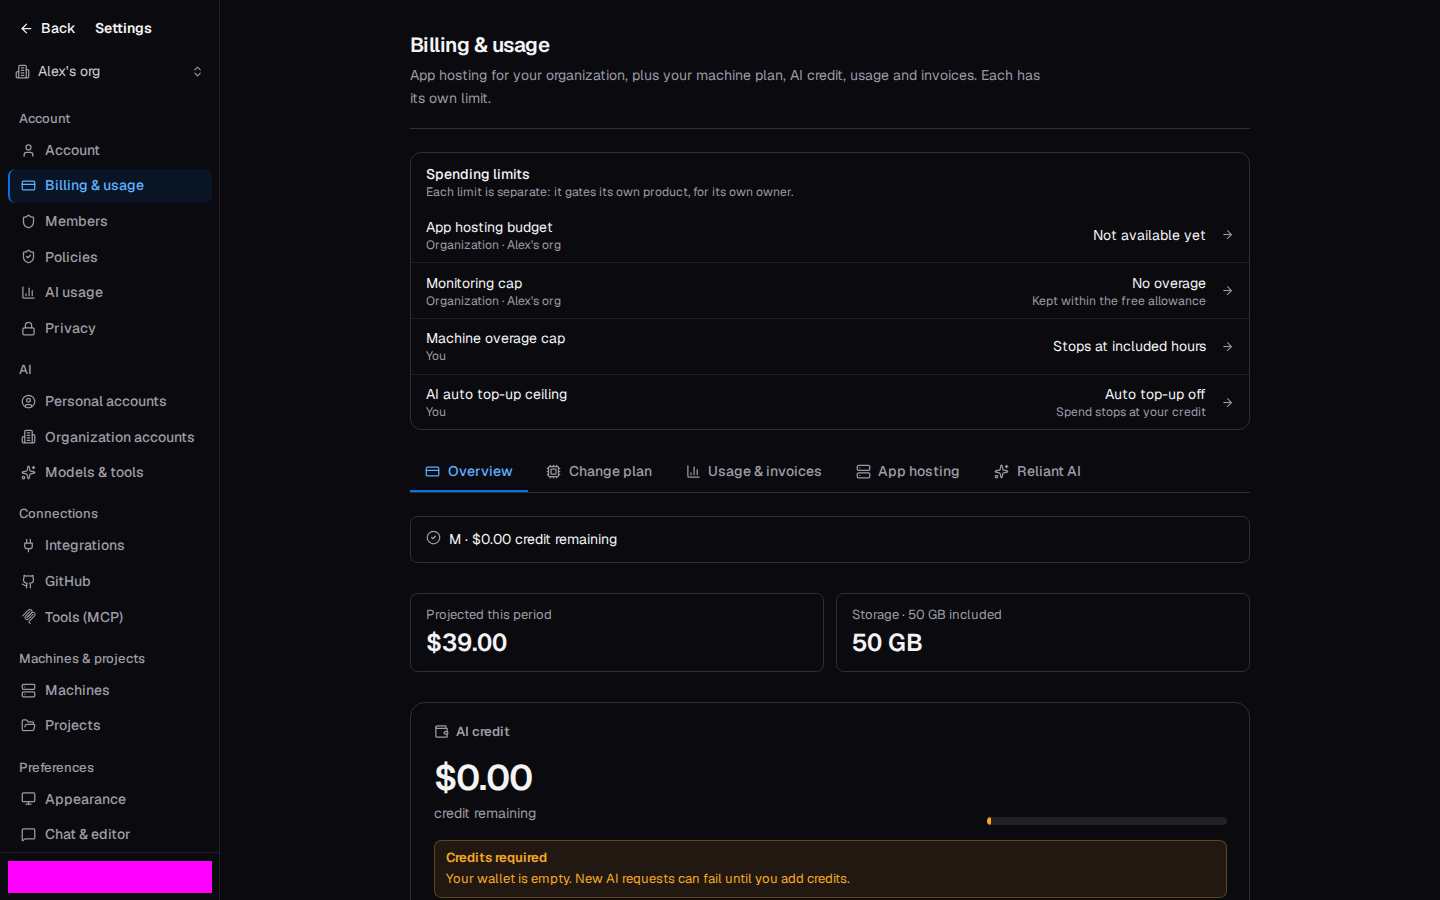 Back
Settings
Alex's org
Account
Account
Billing & usage
Members
Policies
AI usage
Privacy
AI
Personal accounts
Organization accounts
Models & tools
Connections
Integrations
GitHub
Tools (MCP)
Machines & projects
Machines
Projects
Preferences
Appearance
Chat & editor
Billing & usage
App hosting for your organization, plus your machine plan, AI credit, usage and invoices. Each has
its own limit.
Spending limits
Each limit is separate: it gates its own product, for its own owner.
App hosting budget
Organization · Alex's org
Not available yet
Monitoring cap
Organization · Alex's org
No overage
Kept within the free allowance
Machine overage cap
You
Stops at included hours
AI auto top-up ceiling
You
Auto top-up off
Spend stops at your credit
Overview
Change plan
Usage & invoices
App hosting
Reliant AI
M · $0.00 credit remaining
Projected this period
$39.00
Storage · 50 GB included
50 GB
AI credit
$0.00
credit remaining
Credits required
Your wallet is empty. New AI requests can fail until you add credits.